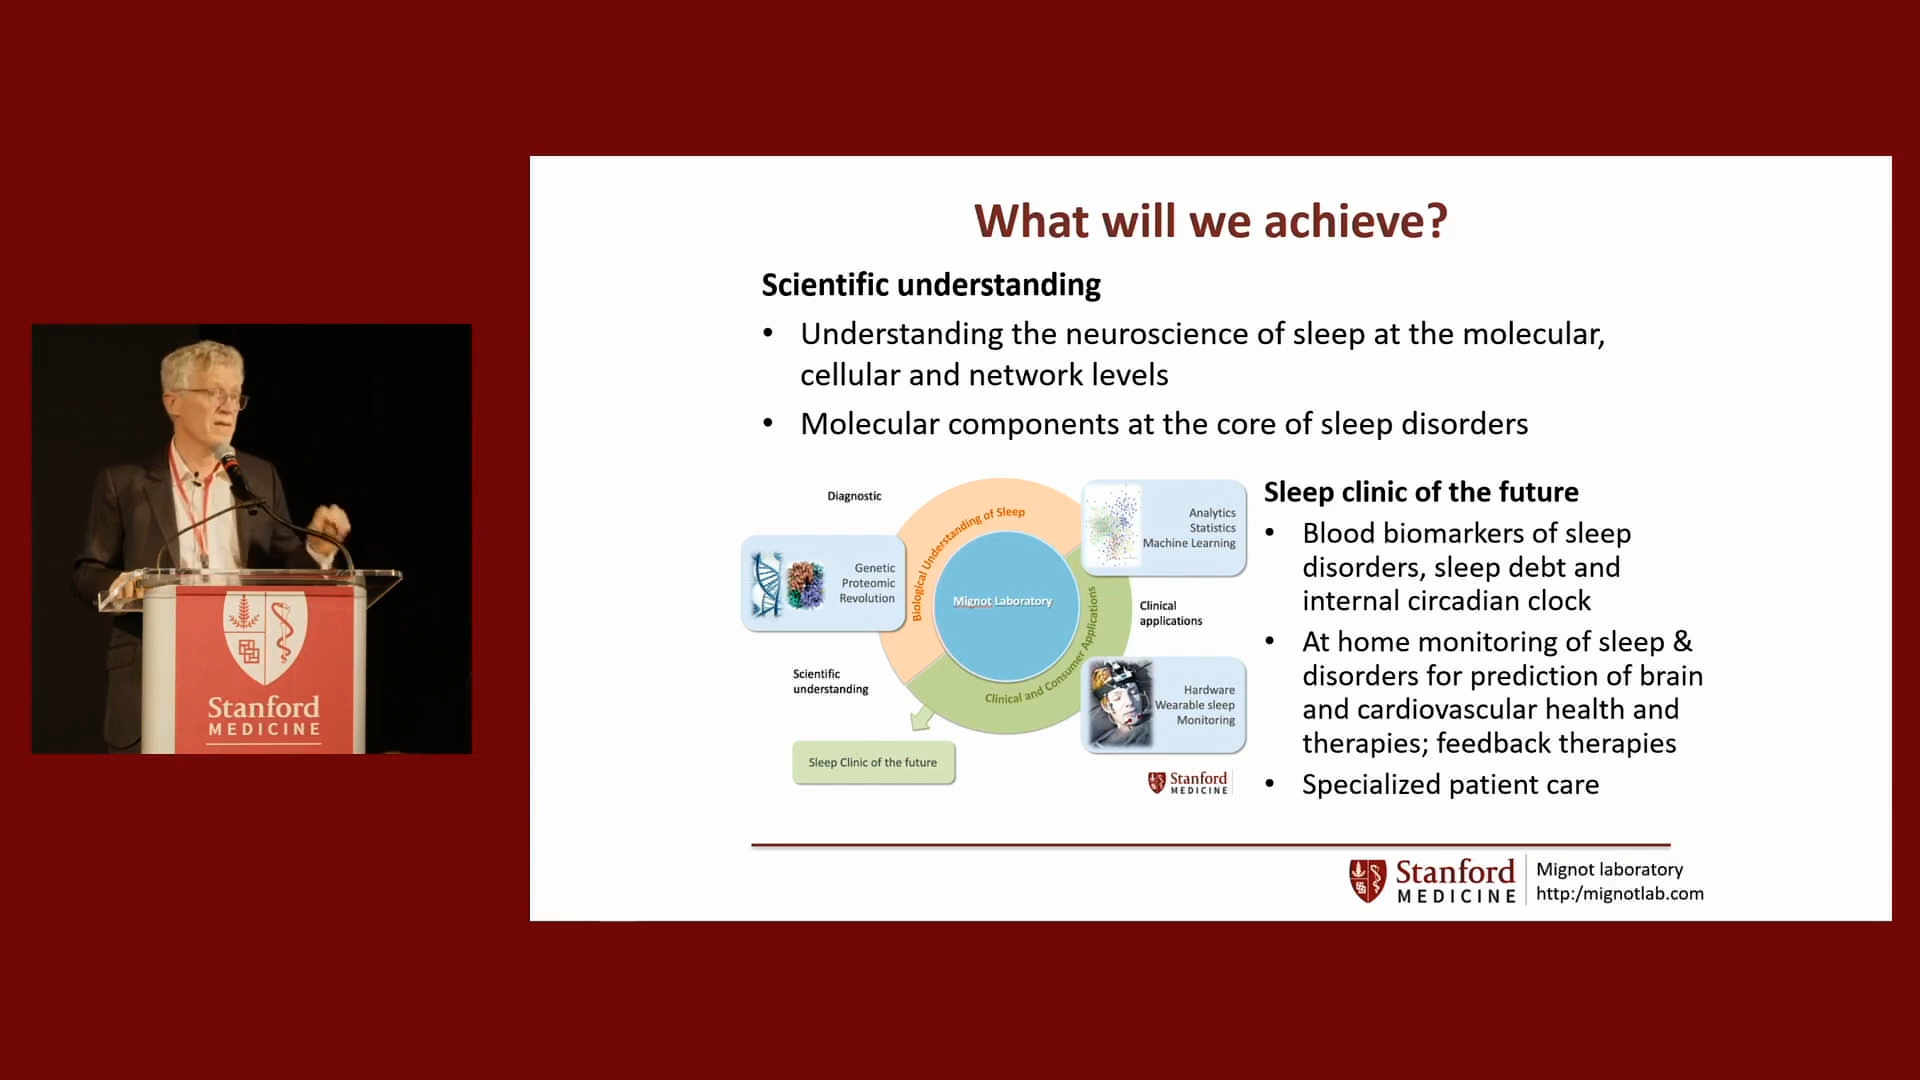 What will we achieve?
Scientific understanding
• Understanding the neuroscience of sleep at the molecular,
cellular and network levels
• Molecular components at the core of sleep disorders
Diagnostic
Biological Understanding of Sleep
Analytics
Statistics
Machine Learning
Genetic
Proteomic
Revolution
Mignot Laboratory
Clinical
applications
Clinical and Consumer Applications
Scientific
understanding
Hardware
Wearable sleep
Monitoring
Sleep Clinic of the future
Stanford
MEDICINE
Sleep clinic of the future
• Blood biomarkers of sleep
disorders, sleep debt and
internal circadian clock
• At home monitoring of sleep &
disorders for prediction of brain
and cardiovascular health and
therapies; feedback therapies
• Specialized patient care
Stanford
MEDICINE
Mignot laboratory
http:/mignotlab.com
Stanford
MEDICINE